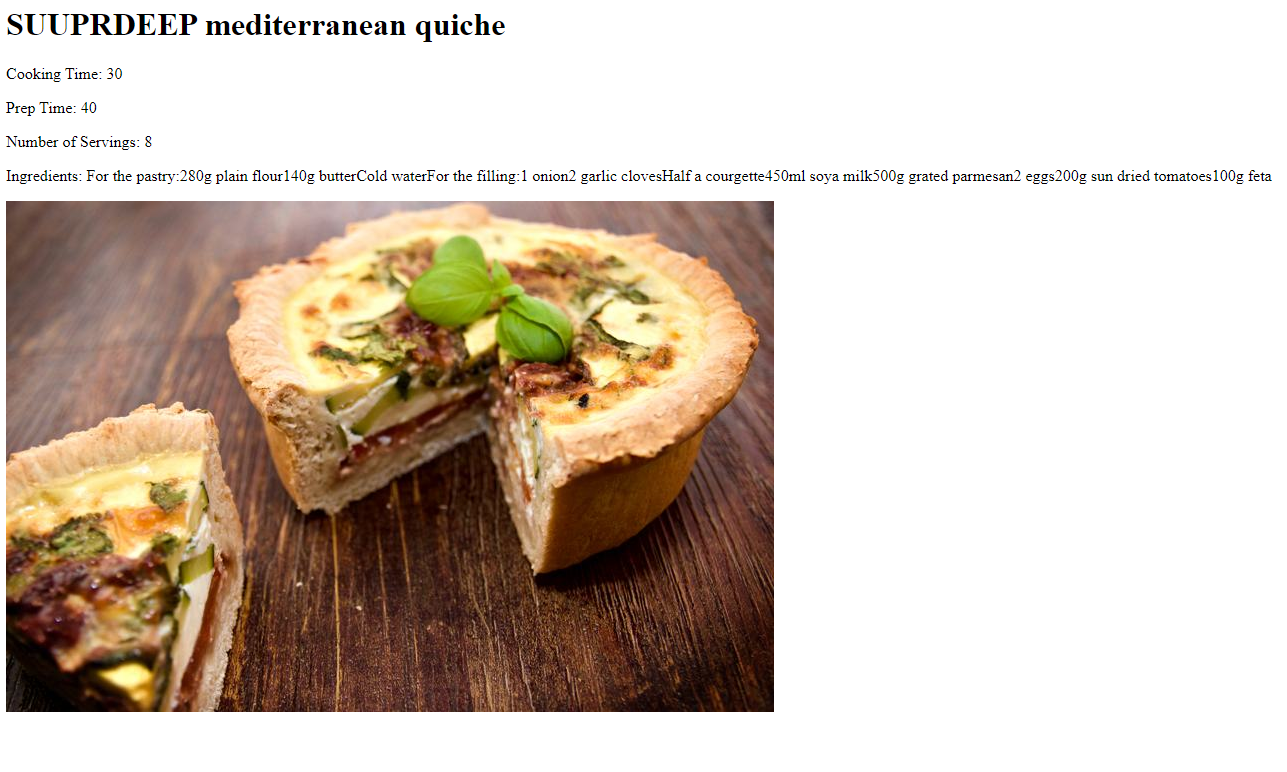 SUUPRDEEP mediterranean quiche
Cooking Time: 30
Prep Time: 40
Number of Servings: 8
Ingredients: For the pastry:280g plain flour140g butterCold waterFor the filling:1 onion2 garlic clovesHalf a courgette450ml soya milk500g grated parmesan2 eggs200g sun dried tomatoes100g feta